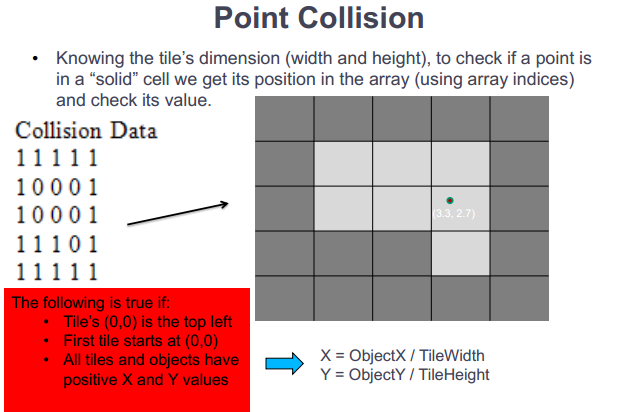 Point Collision
• Knowing the tile’s dimension (width and height), to check if a point is
in a “solid” cell we get its position in the array (using array indices)
and check its value.
Collision Data
1 1 1 1 1
1 0 0 0 1
1 0 0 0 1
1 1 1 0 1
1 1 1 1 1
(3.3, 2.7)
The following is true if:
• Tile's (0,0) is the top left
• First tile starts at (0,0)
• All tiles and objects have
positive X and Y values
X = ObjectX / TileWidth
Y = ObjectY / TileHeight